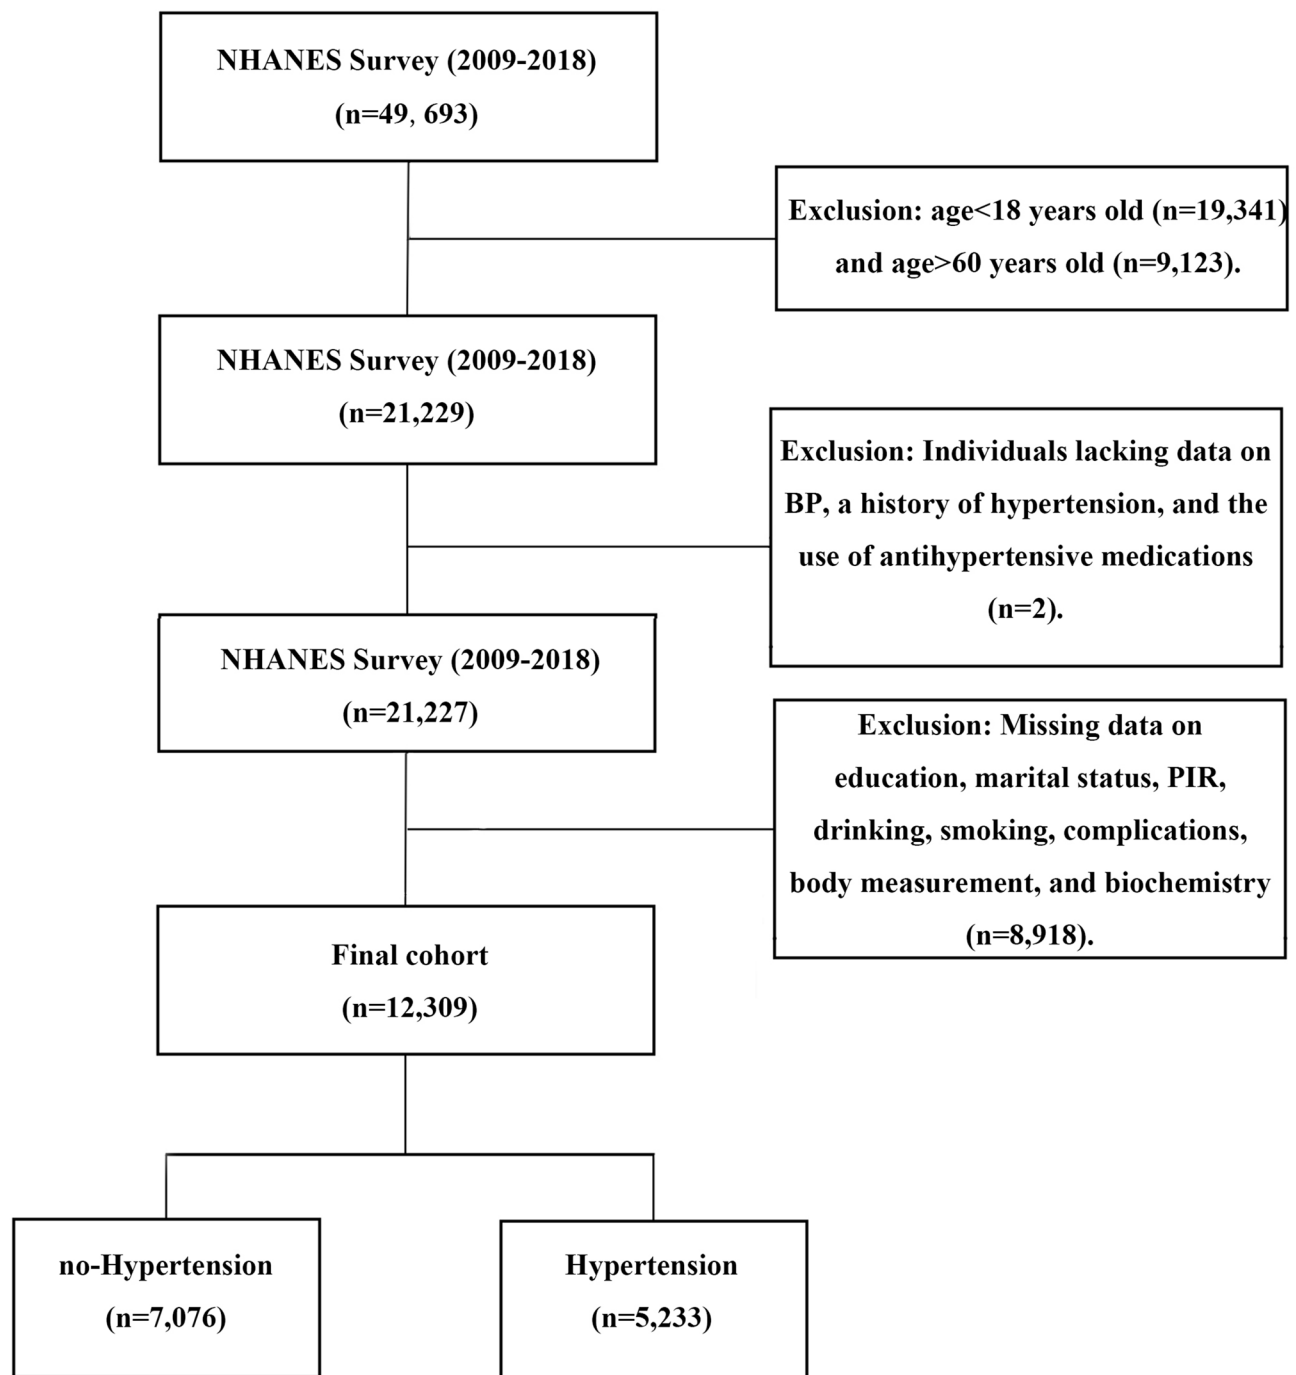 NHANES Survey (2009-2018)
(n=49, 693)
Exclusion: age<18 years old (n=19,341)
and age>60 years old (n=9,123).
NHANES Survey (2009-2018)
(n=21,229)
Exclusion: Individuals lacking data on
BP, a history of hypertension, and the
use of antihypertensive medications
(n=2).
NHANES Survey (2009-2018)
(n=21,227)
Exclusion: Missing data on
education, marital status, PIR,
drinking, smoking, complications,
body measurement, and biochemistry
(n=8,918).
Final cohort
(n=12,309)
no-Hypertension
(n=7,076)
Hypertension
(n=5,233)